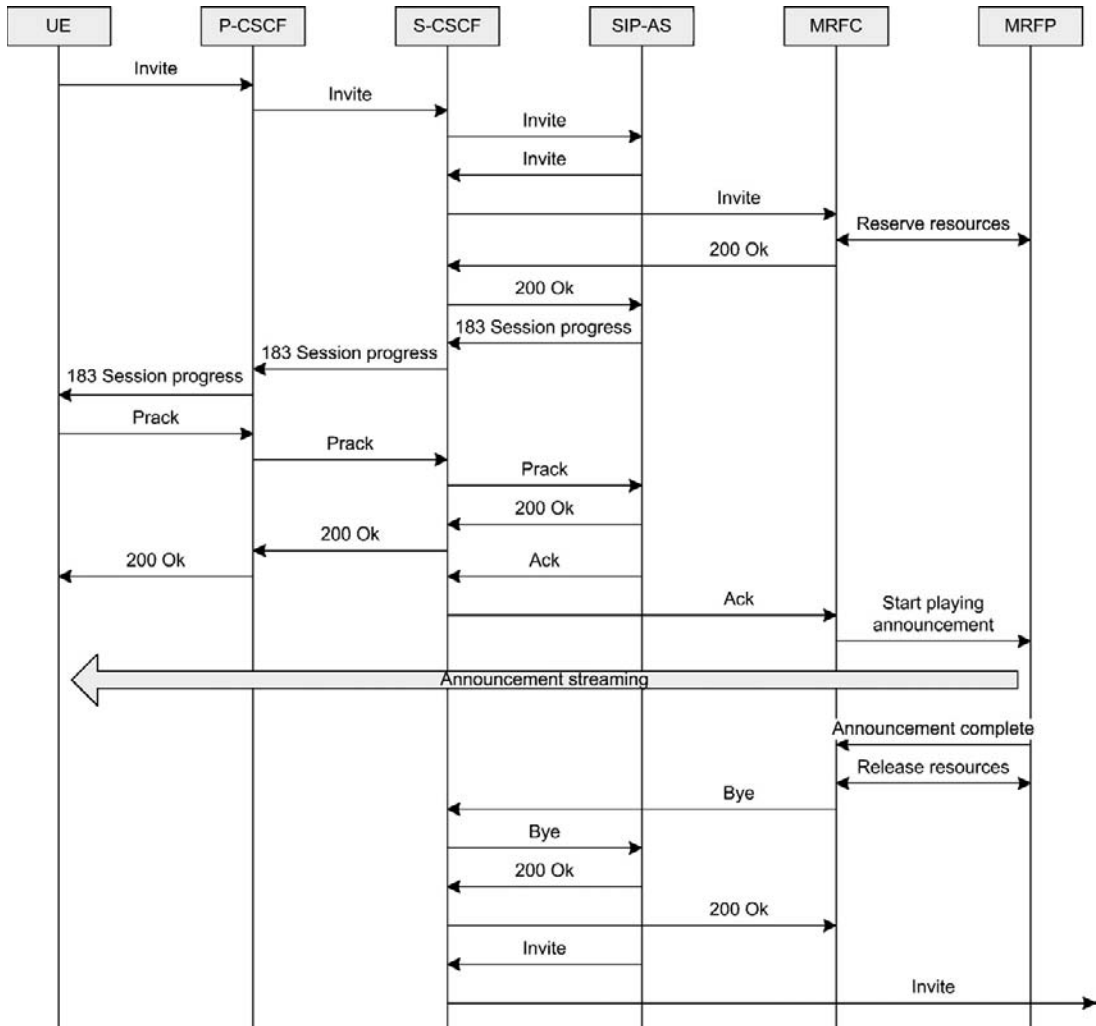 UE
P-CSCF
S-CSCF
SIP-AS
MRFC
MRFP
Invite
Invite
Invite
Invite
Invite
Reserve resources
200 Ok
200 Ok
183 Session progress
183 Session progress
183 Session progress
Prack
Prack
Prack
200 Ok
200 Ok
200 Ok
Ack
Ack
Start playing
announcement
Announcement streaming
Announcement complete
Release resources
Bye
Bye
200 Ok
200 Ok
Invite
Invite